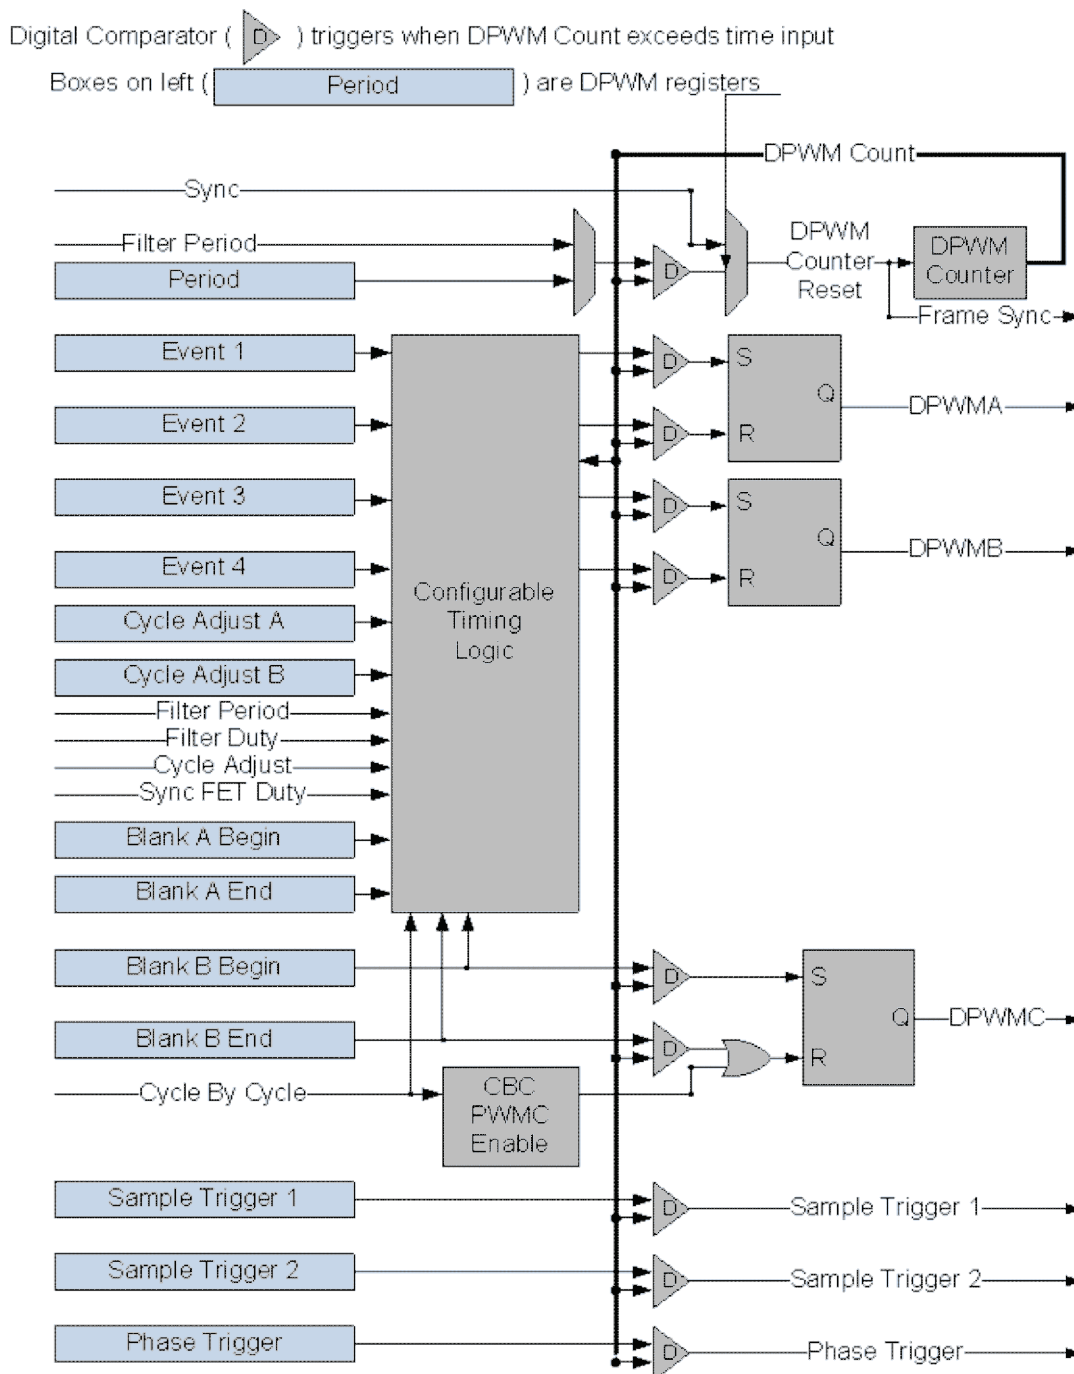 Digital Comparator ( D ) triggers when DPWM Count exceeds time input
Boxes on left ( Period ) are DPWM registers
DPWM Count
Sync
Filter Period
Period
D
DPWM
Counter
Reset
DPWM
Counter
Frame Sync
Event 1
D
S
Q
DPWMA
Event 2
D
R
Event 3
D
S
Q
DPWMB
Event 4
D
R
Configurable
Timing
Logic
Cycle Adjust A
Cycle Adjust B
Filter Period
Filter Duty
Cycle Adjust
Sync FET Duty
Blank A Begin
Blank A End
Blank B Begin
D
S
Q
DPWMC
Blank B End
D
R
Cycle By Cycle
CBC
PWMC
Enable
Sample Trigger 1
D
Sample Trigger 1
Sample Trigger 2
D
Sample Trigger 2
Phase Trigger
D
Phase Trigger